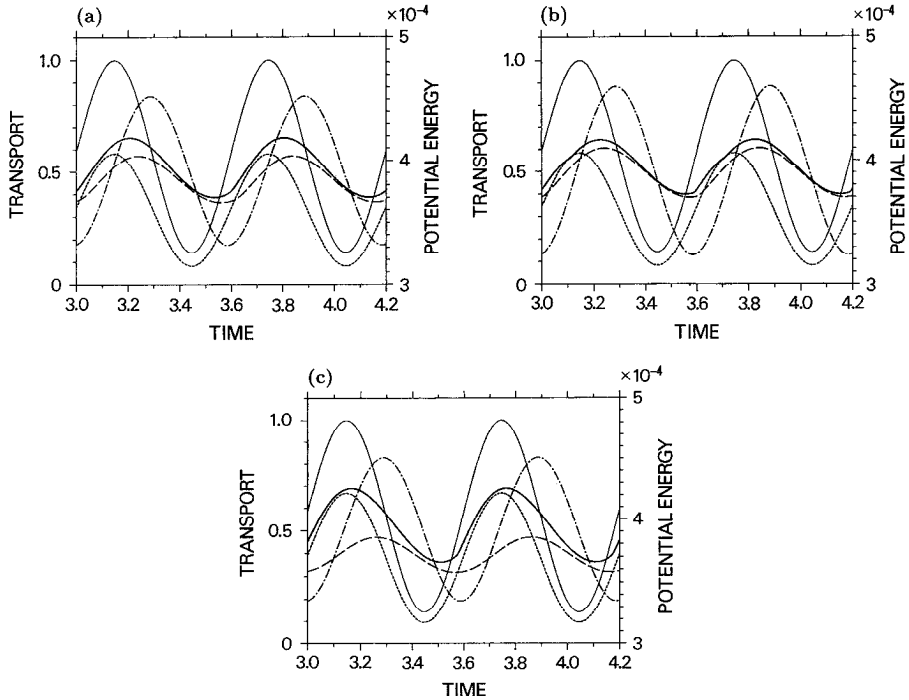 (a)
×10⁻⁴
5
1.0
TRANSPORT
0.5
4
POTENTIAL ENERGY
0
3
3.0 3.2 3.4 3.6 3.8 4.0 4.2
TIME
(b)
×10⁻⁴
5
1.0
TRANSPORT
0.5
4
POTENTIAL ENERGY
0
3
3.0 3.2 3.4 3.6 3.8 4.0 4.2
TIME
(c)
×10⁻⁴
5
1.0
TRANSPORT
0.5
4
POTENTIAL ENERGY
0
3
3.0 3.2 3.4 3.6 3.8 4.0 4.2
TIME